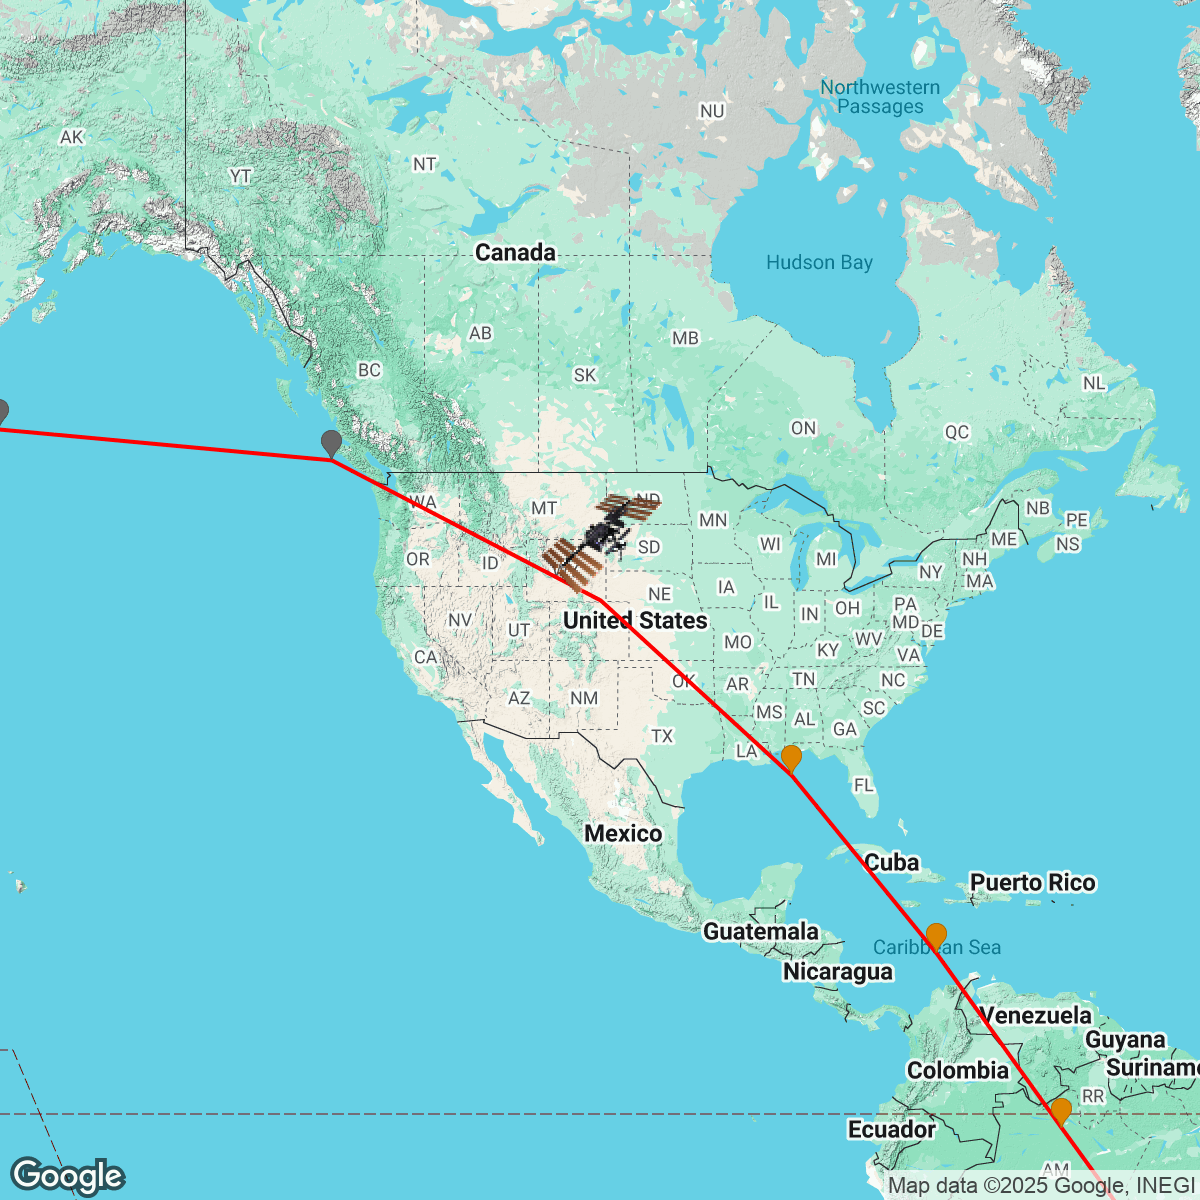 Northwestern
Passages
NU
AK
NT
YT
Canada
Hudson Bay
AB
MB
BC
SK
NL
ON
QC
WA
MT
ND
MN
NB
PE
ME
NS
OR
ID
SD
WI
MI
NH
NY
MA
IA
NE
IL
IN
OH
PA
MD
DE
NV
UT
United States
MO
WV
KY
VA
CA
AZ
NM
OK
AR
TN
NC
MS
AL
SC
GA
TX
LA
FL
Mexico
Cuba
Puerto Rico
Guatemala
Caribbean Sea
Nicaragua
Venezuela
Guyana
Colombia
Suriname
RR
Ecuador
AM
Google
Map data ©2025 Google, INEGI